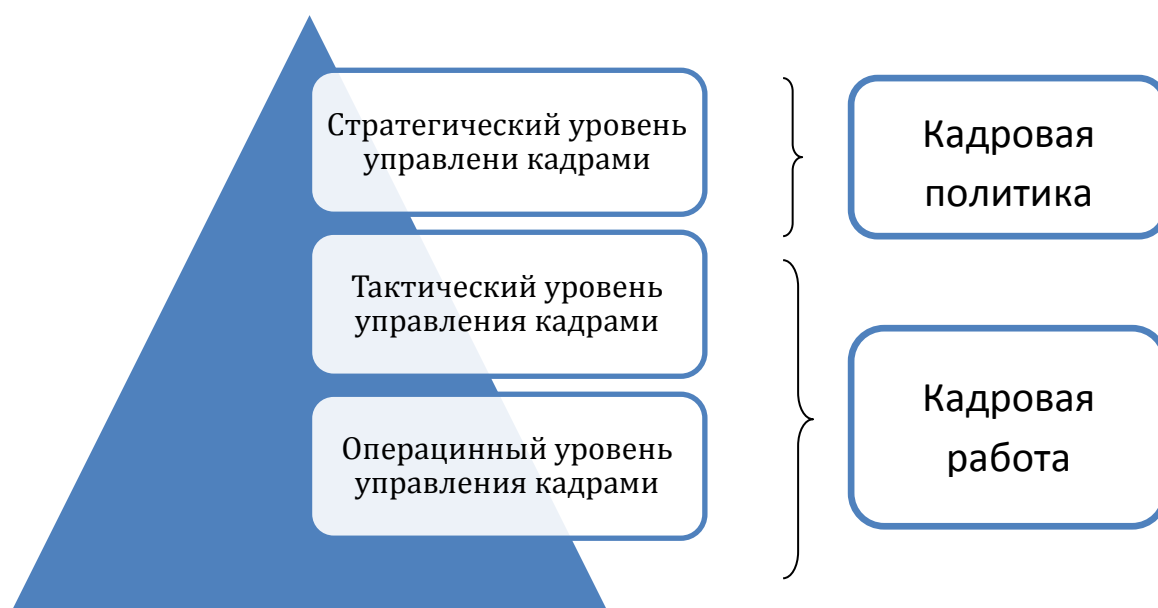 Стратегический уровень
управлени кадрами
Кадровая
политика
Тактический уровень
управления кадрами
Операцинный уровень
управления кадрами
Кадровая
работа